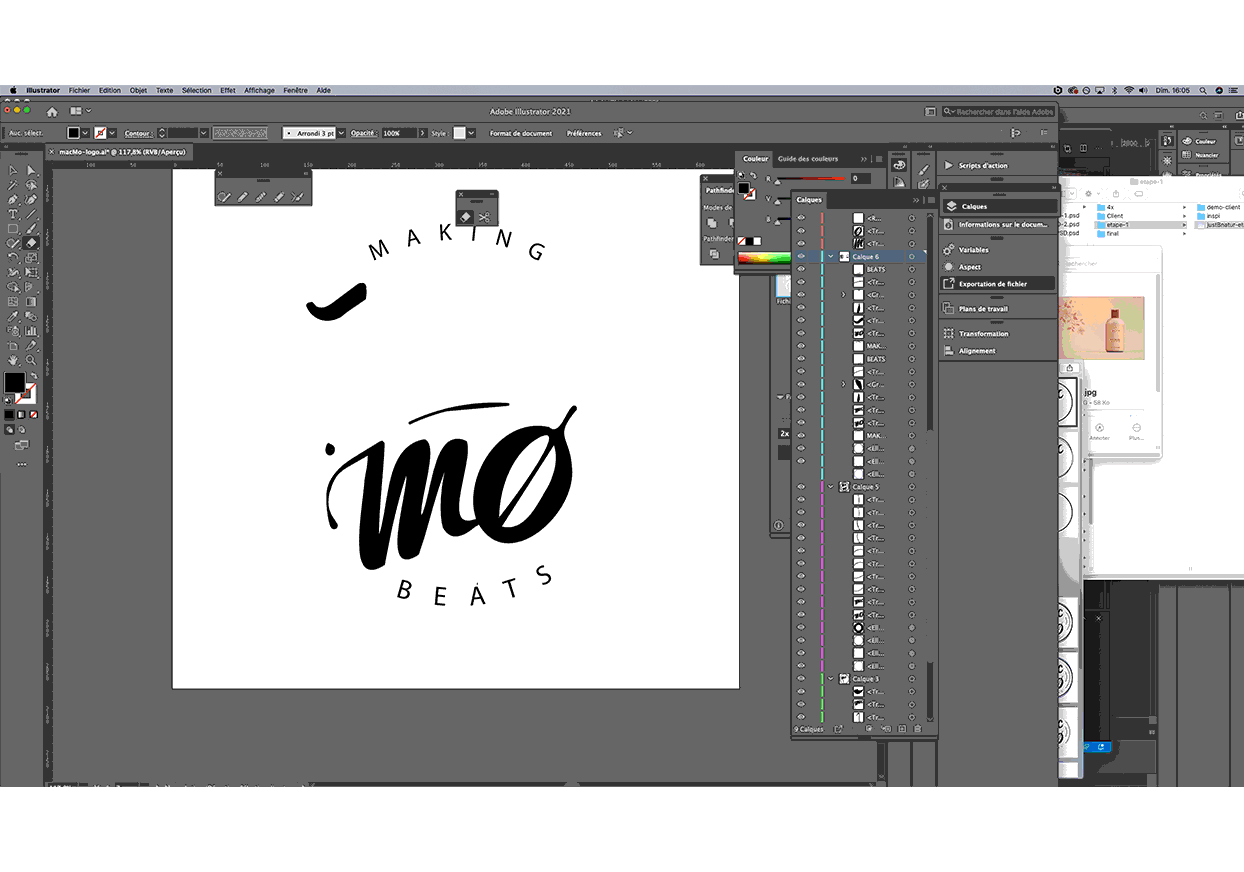 Illustrator Fichier Edition Objet Texte Sélection Effet Affichage Fenêtre Aide
Dim. 16:05
Adobe Illustrator 2021
Rechercher dans l'aide Adobe
Auc. sélect.
Contour :
Arrondi 3 pt
Opacité : 100%
Style :
Format de document
Préférences
macMo-logo.ai* @ 117,8% (RVB/Aperçu)
Couleur
Guide des couleurs
R
0
V
B
Pathfinder
Modes de
Pathfinder
Calques
<R...
<Tr...
<Tr...
Calque 6
BEATS
<Tr...
<Gr...
<Tr...
<Tr...
<Tr...
MAK...
BEATS
<Tr...
<Gr...
<Tr...
<Tr...
<Tr...
MAK...
<Ell...
<Ell...
<Ell...
Calque 5
<Tr...
<Tr...
<Tr...
<Tr...
<Tr...
<Tr...
<Tr...
<Tr...
<Tr...
<Tr...
<Ell...
<Ell...
<Ell...
<Ell...
Calque 3
<Tr...
<Tr...
<Tr...
9 Calques
Scripts d'action
Calques
Informations sur le docum...
Variables
Aspect
Exportation de fichier
Plans de travail
Transformation
Alignement
Couleur
Nuancier
etape-1
4x
Client
etape-1
final
demo-client
inspi
.jpg
58 Ko
Annoter
Plus...
2x
MAKING
mo
BEATS